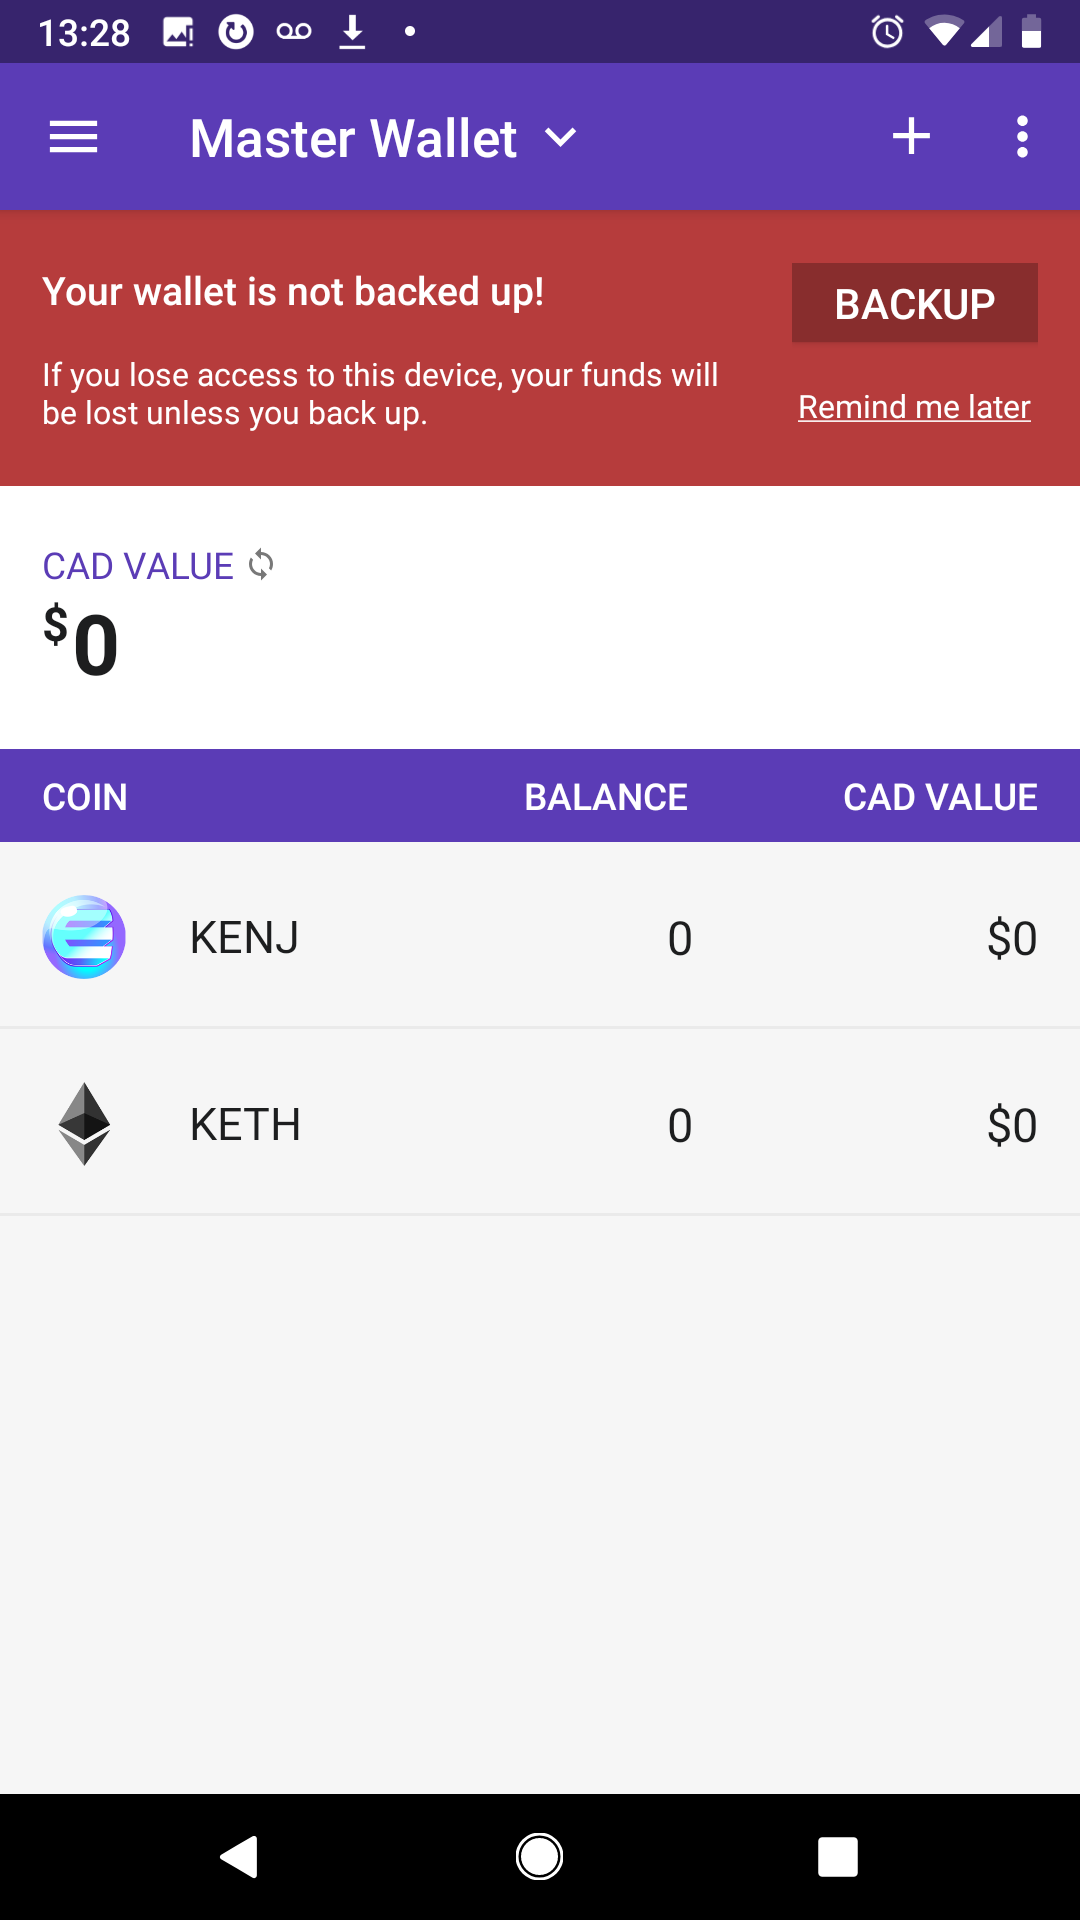 13:28
Master Wallet
Your wallet is not backed up!
BACKUP
If you lose access to this device, your funds will
be lost unless you back up.
Remind me later
CAD VALUE
$0
COIN BALANCE CAD VALUE
KENJ 0 $0
KETH 0 $0